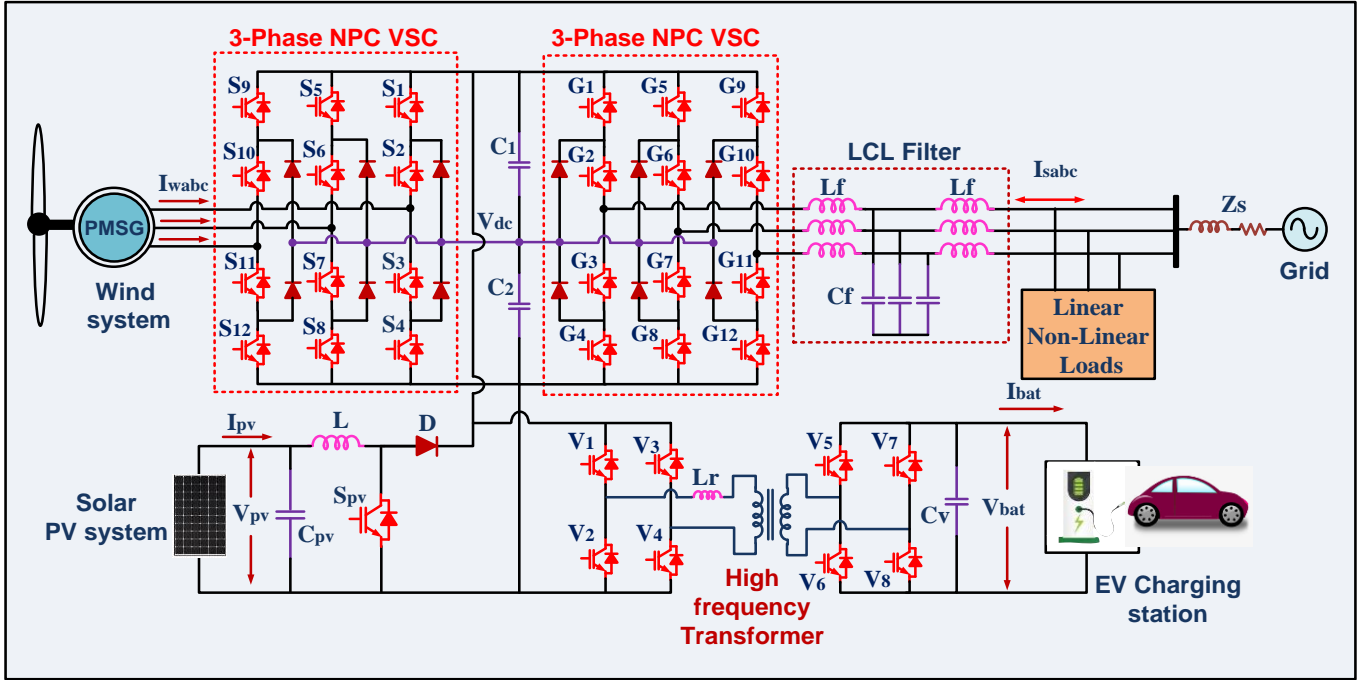 3-Phase NPC VSC
3-Phase NPC VSC
S9
S5
S1
G1
G5
G9
S10
S6
S2
C1
G2
G6
G10
LCL Filter
Iwabc
Lf
Lf
Isabc
Zs
PMSG
Vdc
S11
S7
S3
G3
G7
G11
Grid
Wind
system
C2
Cf
Linear
Non-Linear
Loads
S12
S8
S4
G4
G8
G12
Ipv
L
D
V1
V3
V5
V7
Ibat
Solar
PV system
Vpv
Cpv
Spv
Lr
Cv
Vbat
V2
V4
V6
V8
High
frequency
Transformer
EV Charging
station